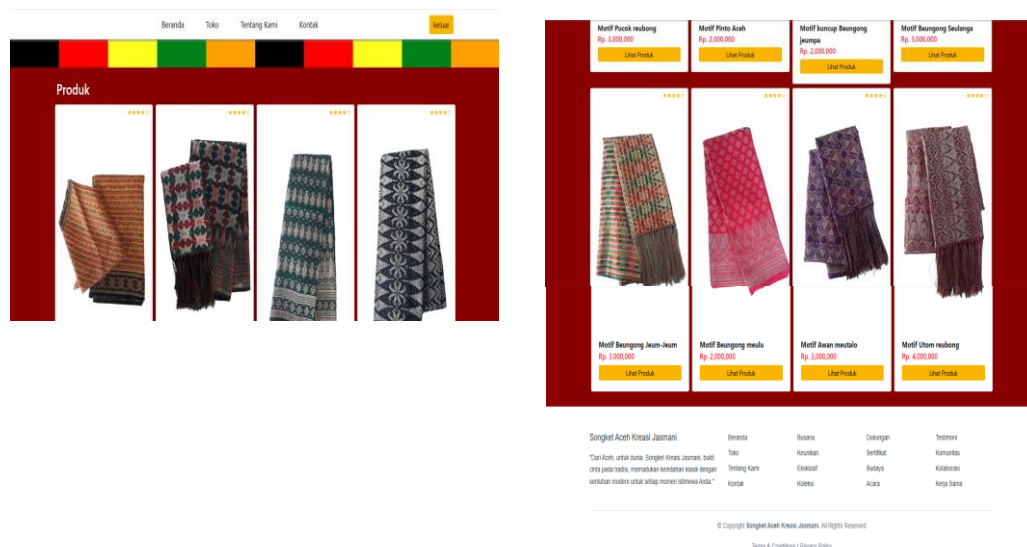 Beranda Toko Tentang Kami Kontak keluar
Produk
Motif Pucok reubong
Rp. 3,000,000
Lihat Produk
Motif Pinto Aceh
Rp. 2,000,000
Lihat Produk
Motif kuncup Beungong
jeumpa
Rp. 2,000,000
Lihat Produk
Motif Beungong Seulanga
Rp. 3,000,000
Lihat Produk
Motif Beungong Jeum-Jeum
Rp. 3,000,000
Lihat Produk
Motif Beungong meulu
Rp. 2,000,000
Lihat Produk
Motif Awan meutalo
Rp. 3,000,000
Lihat Produk
Motif Utom reubong
Rp. 4,000,000
Lihat Produk
Songket Aceh Kreasi Jasmani
"Dari Aceh, untuk dunia. Songket Kreasi Jasmani, bukti
cinta pada tradisi, memadukan keindahan klasik dengan
sentuhan modern untuk setiap momen istimewa Anda."
Beranda
Toko
Tentang Kami
Kontak
Busana
Keunikan
Eksklusif
Koleksi
Dukungan
Sertifikat
Budaya
Acara
Testimoni
Komunitas
Kolaborasi
Kerja Sama
© Copyright Songket Aceh Kreasi Jasmani. All Rights Reserved
Terms & Conditions | Privacy Policy